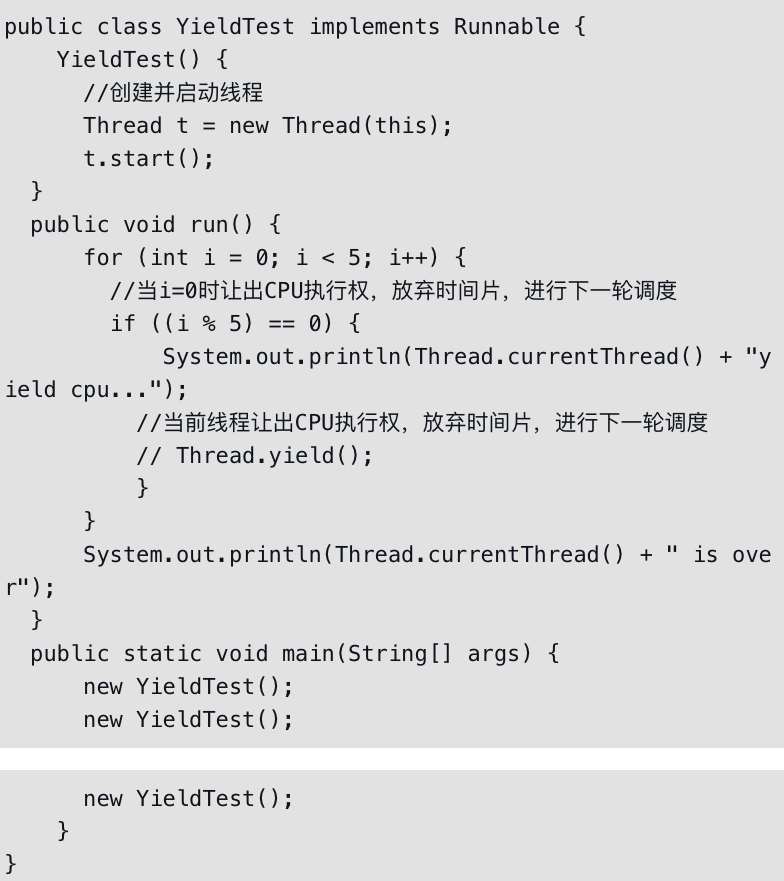 public class YieldTest implements Runnable {
    YieldTest() {
      //创建并启动线程
      Thread t = new Thread(this);
      t.start();
  }
  public void run() {
      for (int i = 0; i < 5; i++) {
        //当i=0时让出CPU执行权，放弃时间片，进行下一轮调度
        if ((i % 5) == 0) {
            System.out.println(Thread.currentThread() + "y
ield cpu...");
          //当前线程让出CPU执行权，放弃时间片，进行下一轮调度
          // Thread.yield();
          }
      }
      System.out.println(Thread.currentThread() + " is ove
r");
  }
  public static void main(String[] args) {
      new YieldTest();
      new YieldTest();
      new YieldTest();
    }
}